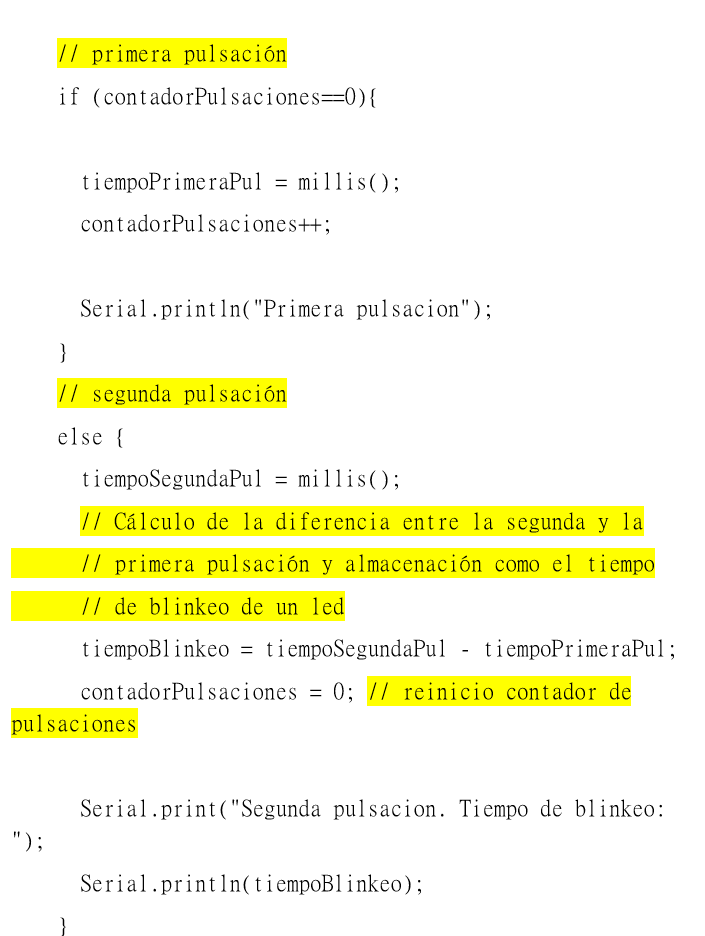 // primera pulsación
if (contadorPulsaciones==0){
tiempoPrimeraPul = millis();
contadorPulsaciones++;
Serial.println("Primera pulsacion");
}
// segunda pulsación
else {
tiempoSegundaPul = millis();
// Cálculo de la diferencia entre la segunda y la
// primera pulsación y almacenación como el tiempo
// de blinkeo de un led
tiempoBlinkeo = tiempoSegundaPul - tiempoPrimeraPul;
contadorPulsaciones = 0; // reinicio contador de
pulsaciones
Serial.print("Segunda pulsacion. Tiempo de blinkeo:
");
Serial.println(tiempoBlinkeo);
}